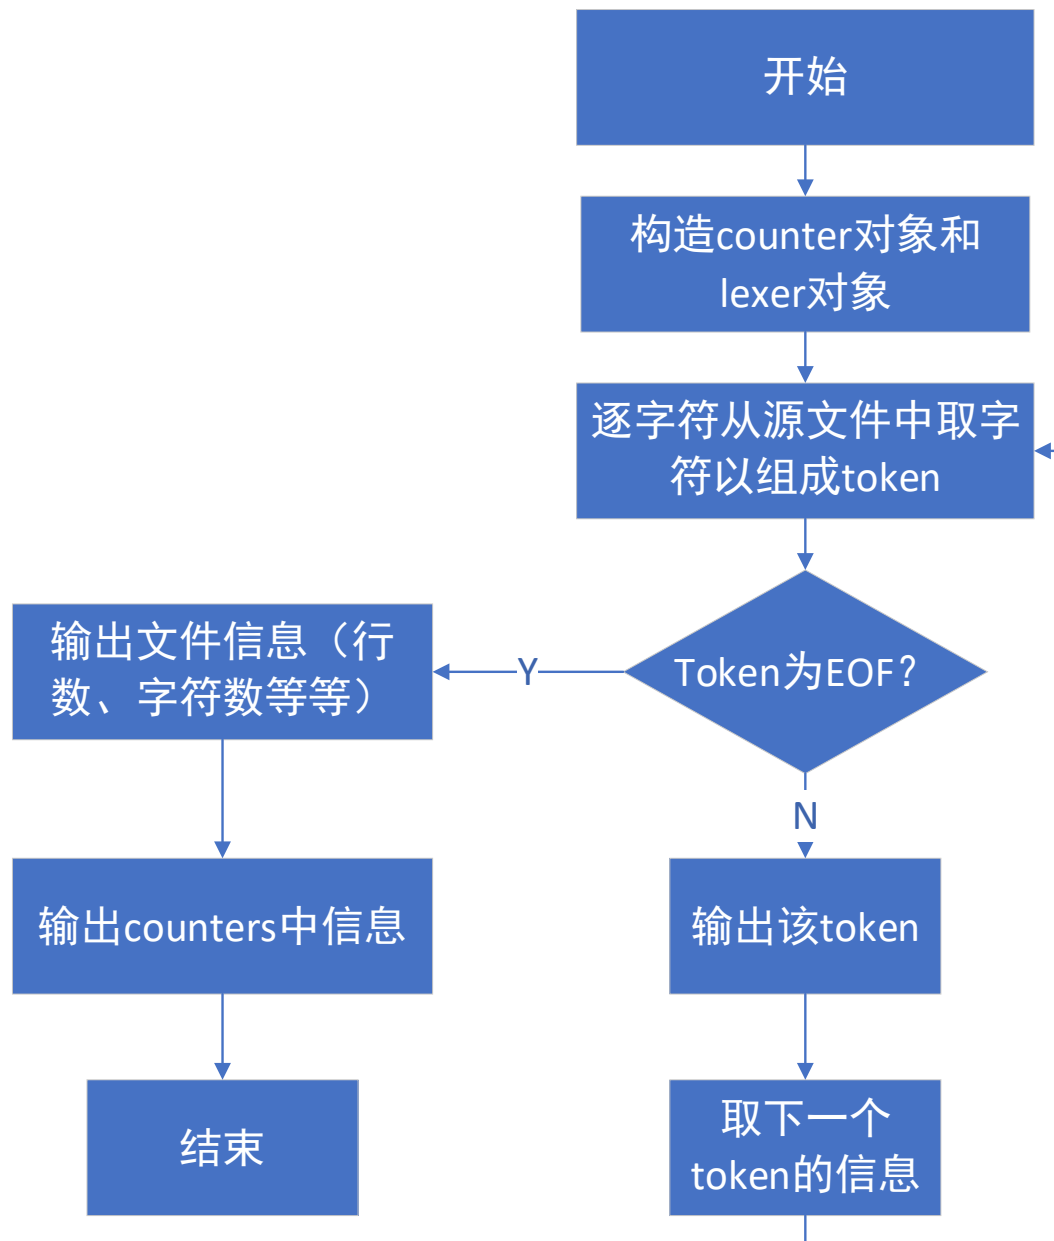 开始
构造counter对象和
lexer对象
逐字符从源文件中取字
符以组成token
Token为EOF？
Y
输出文件信息（行
数、字符数等等）
N
输出counters中信息
输出该token
结束
取下一个
token的信息